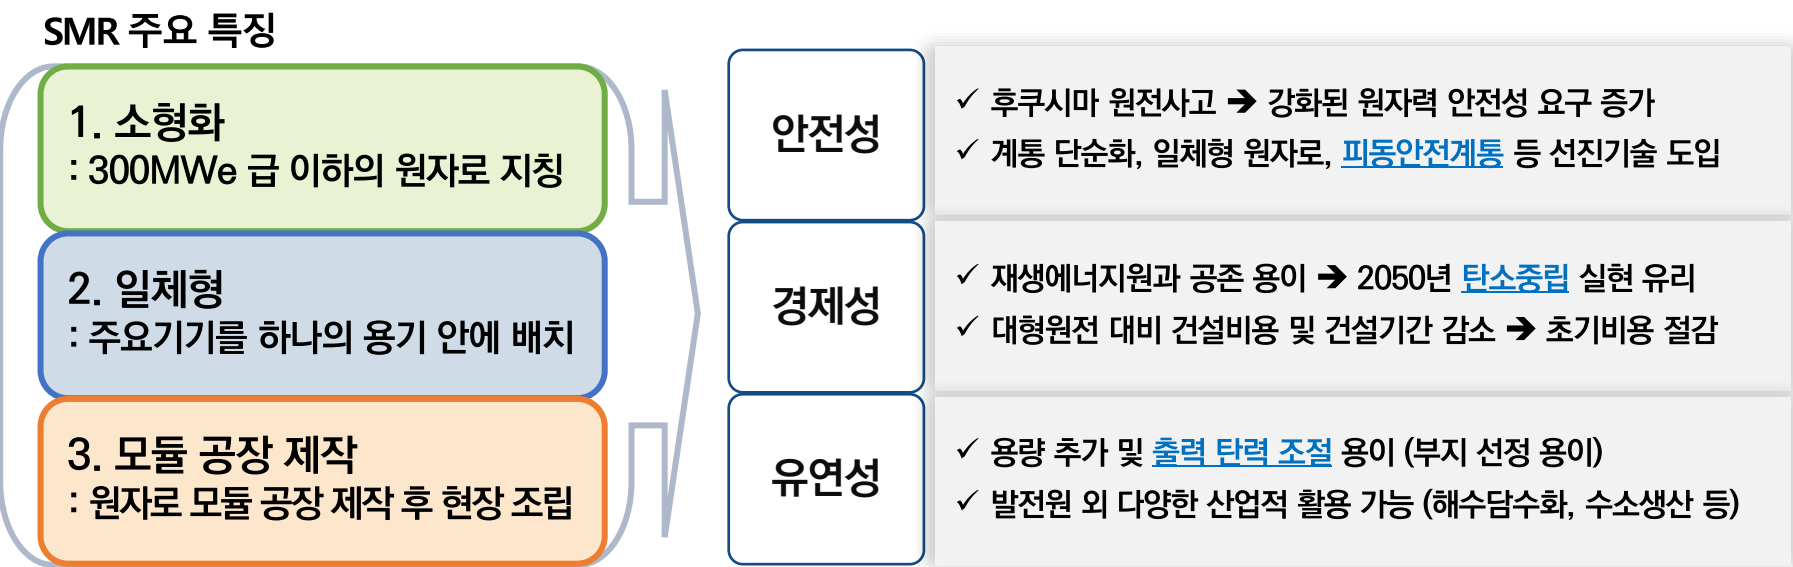 SMR 주요 특징
1. 소형화
: 300MWe 급 이하의 원자로 지칭
2. 일체형
: 주요기기를 하나의 용기 안에 배치
3. 모듈 공장 제작
: 원자로 모듈 공장 제작 후 현장 조립
안전성
✓ 후쿠시마 원전사고 ➔ 강화된 원자력 안전성 요구 증가
✓ 계통 단순화, 일체형 원자로, 피동안전계통 등 선진기술 도입
경제성
✓ 재생에너지원과 공존 용이 ➔ 2050년 탄소중립 실현 유리
✓ 대형원전 대비 건설비용 및 건설기간 감소 ➔ 초기비용 절감
유연성
✓ 용량 추가 및 출력 탄력 조절 용이 (부지 선정 용이)
✓ 발전원 외 다양한 산업적 활용 가능 (해수담수화, 수소생산 등)